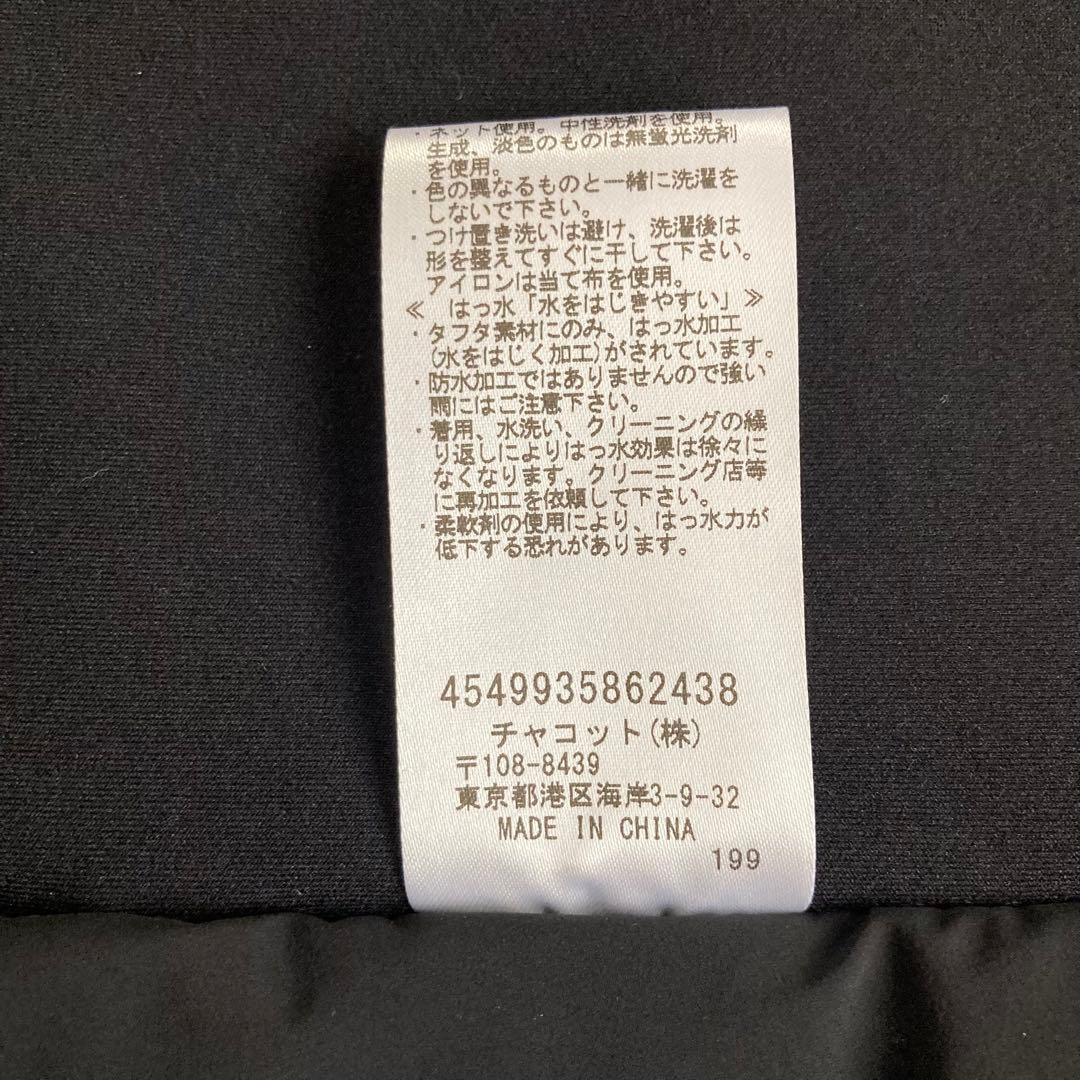 ・ネット使用。中性洗剤を使用。
生成、淡色のものは無蛍光洗剤
を使用。
・色の異なるものと一緒に洗濯を
しないで下さい。
・つけ置き洗いは避け、洗濯後は
形を整えてすぐに干して下さい。
アイロンは当て布を使用。
≪ はっ水「水をはじきやすい」≫
・タフタ素材にのみ、はっ水加工
(水をはじく加工)がされています。
・防水加工ではありませんので強い
雨にはご注意下さい。
・着用、水洗い、クリーニングの繰
り返しによりはっ水効果は徐々に
なくなります。クリーニング店等
に再加工を依頼して下さい。
・柔軟剤の使用により、はっ水力が
低下する恐れがあります。
4549935862438
チャコット(株)
〒108-8439
東京都港区海岸3-9-32
MADE IN CHINA
199